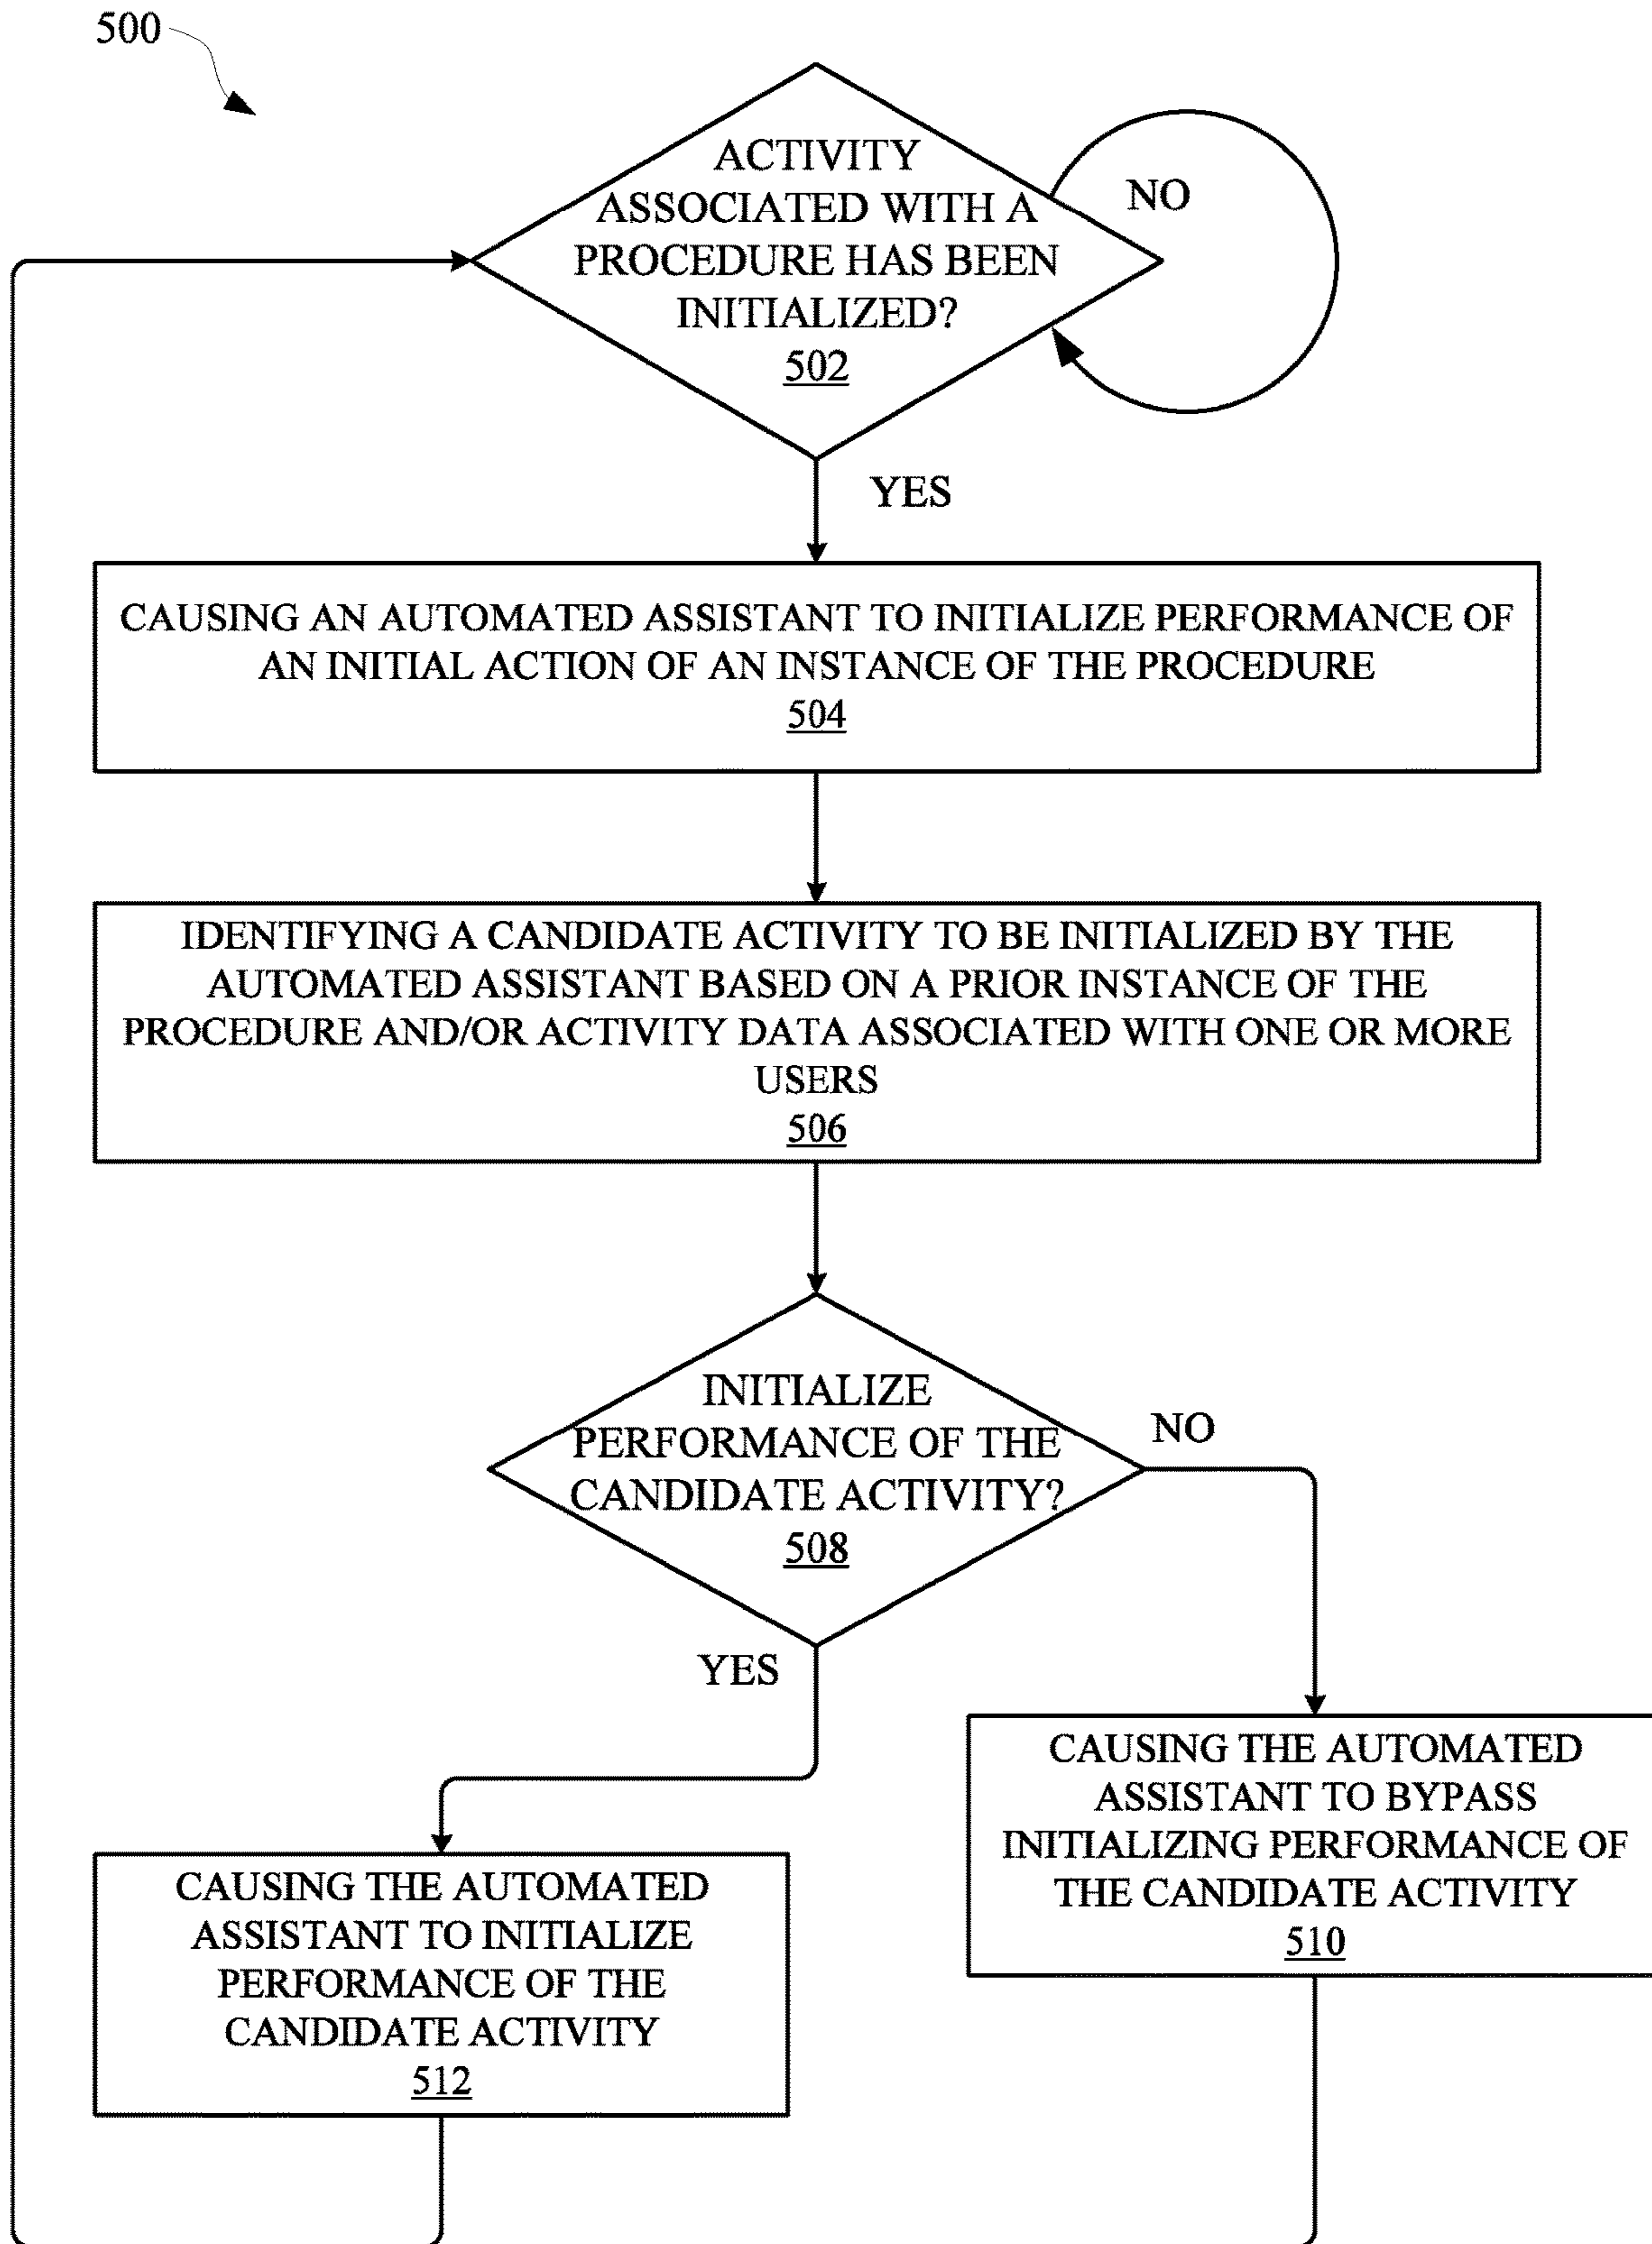 500
ACTIVITY
ASSOCIATED WITH A
PROCEDURE HAS BEEN
INITIALIZED?
502
NO
YES
CAUSING AN AUTOMATED ASSISTANT TO INITIALIZE PERFORMANCE OF
AN INITIAL ACTION OF AN INSTANCE OF THE PROCEDURE
504
IDENTIFYING A CANDIDATE ACTIVITY TO BE INITIALIZED BY THE
AUTOMATED ASSISTANT BASED ON A PRIOR INSTANCE OF THE
PROCEDURE AND/OR ACTIVITY DATA ASSOCIATED WITH ONE OR MORE
USERS
506
INITIALIZE
PERFORMANCE OF THE
CANDIDATE ACTIVITY?
508
NO
YES
CAUSING THE AUTOMATED
ASSISTANT TO BYPASS
INITIALIZING PERFORMANCE OF
THE CANDIDATE ACTIVITY
510
CAUSING THE AUTOMATED
ASSISTANT TO INITIALIZE
PERFORMANCE OF THE
CANDIDATE ACTIVITY
512